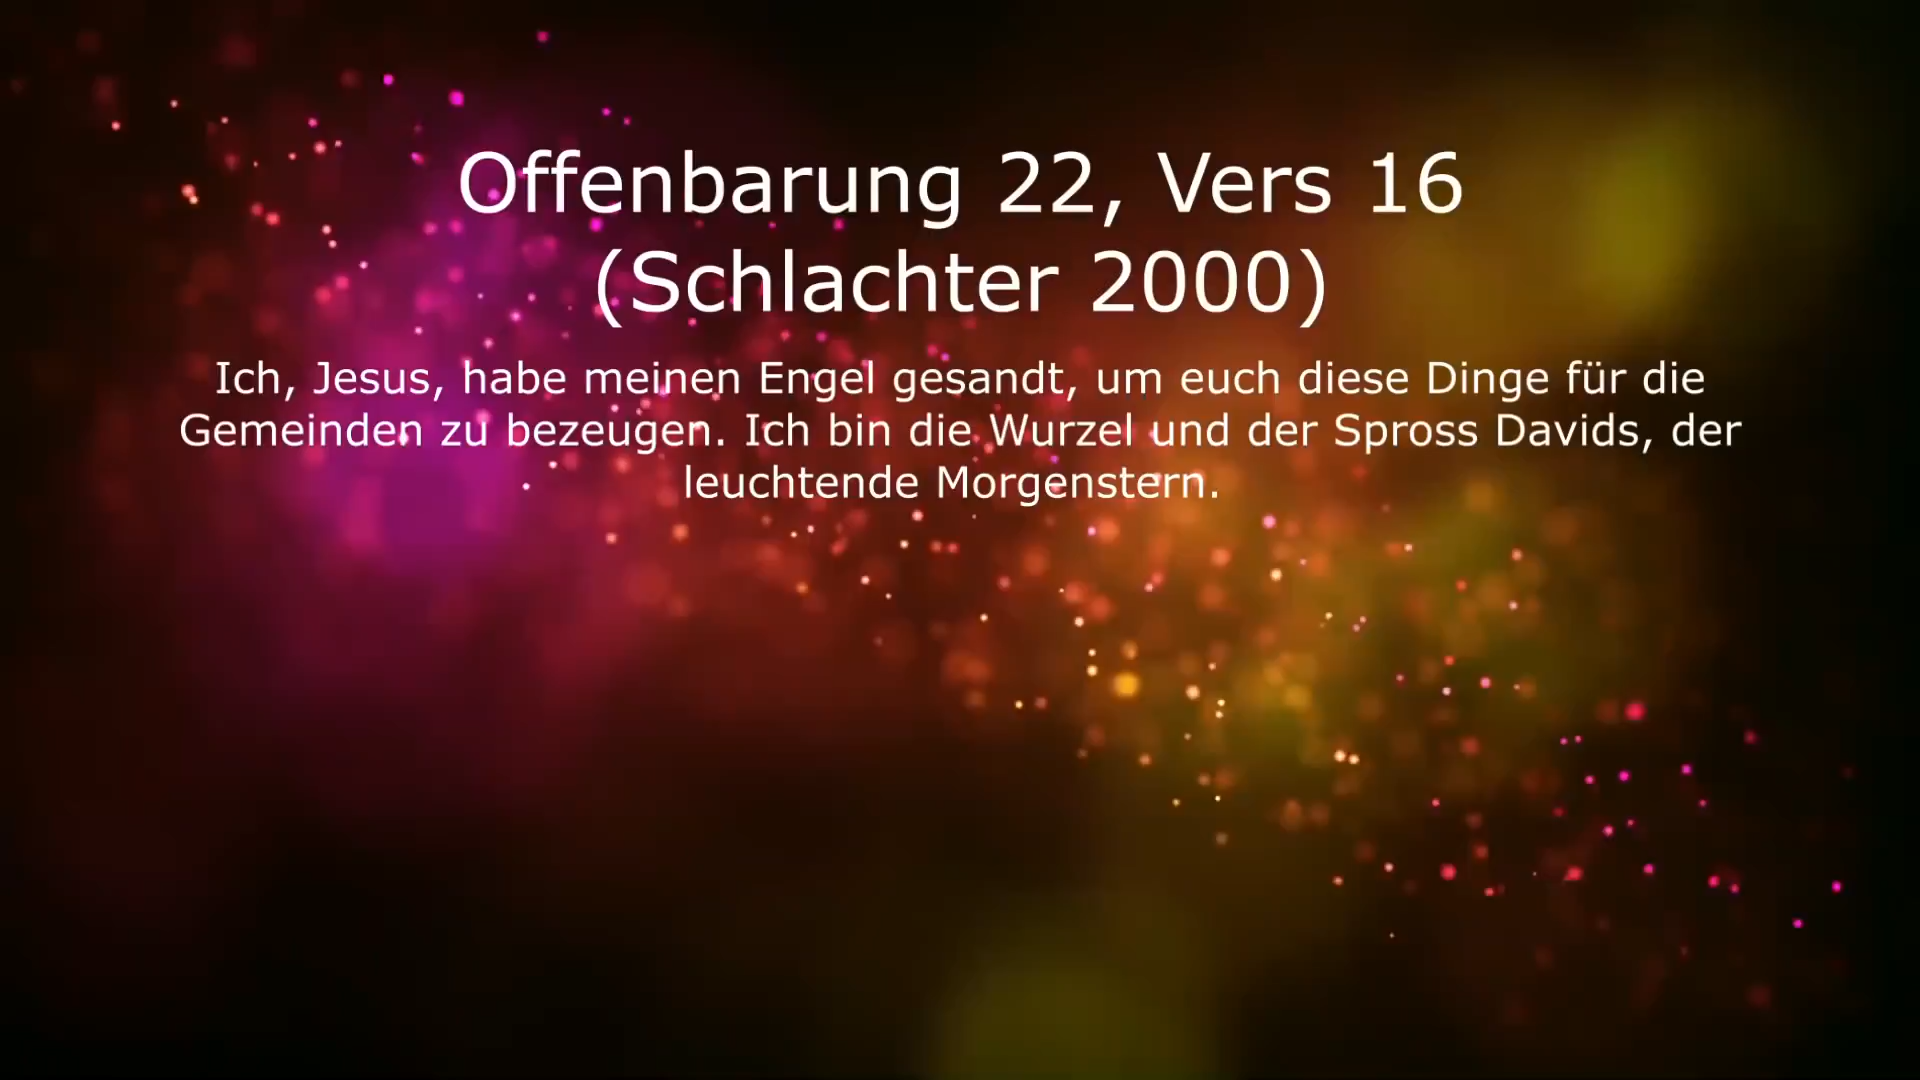 Offenbarung 22, Vers 16
(Schlachter 2000)
Ich, Jesus, habe meinen Engel gesandt, um euch diese Dinge für die
Gemeinden zu bezeugen. Ich bin die Wurzel und der Spross Davids, der
leuchtende Morgenstern.